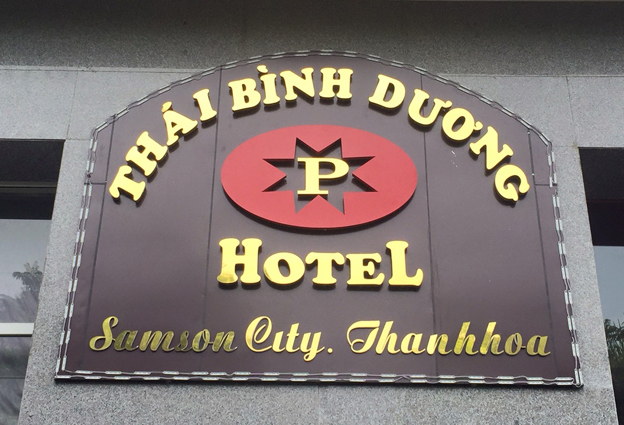 THÁI BÌNH DƯƠNG
P
HOTEL
Samson City. Thanhhoa